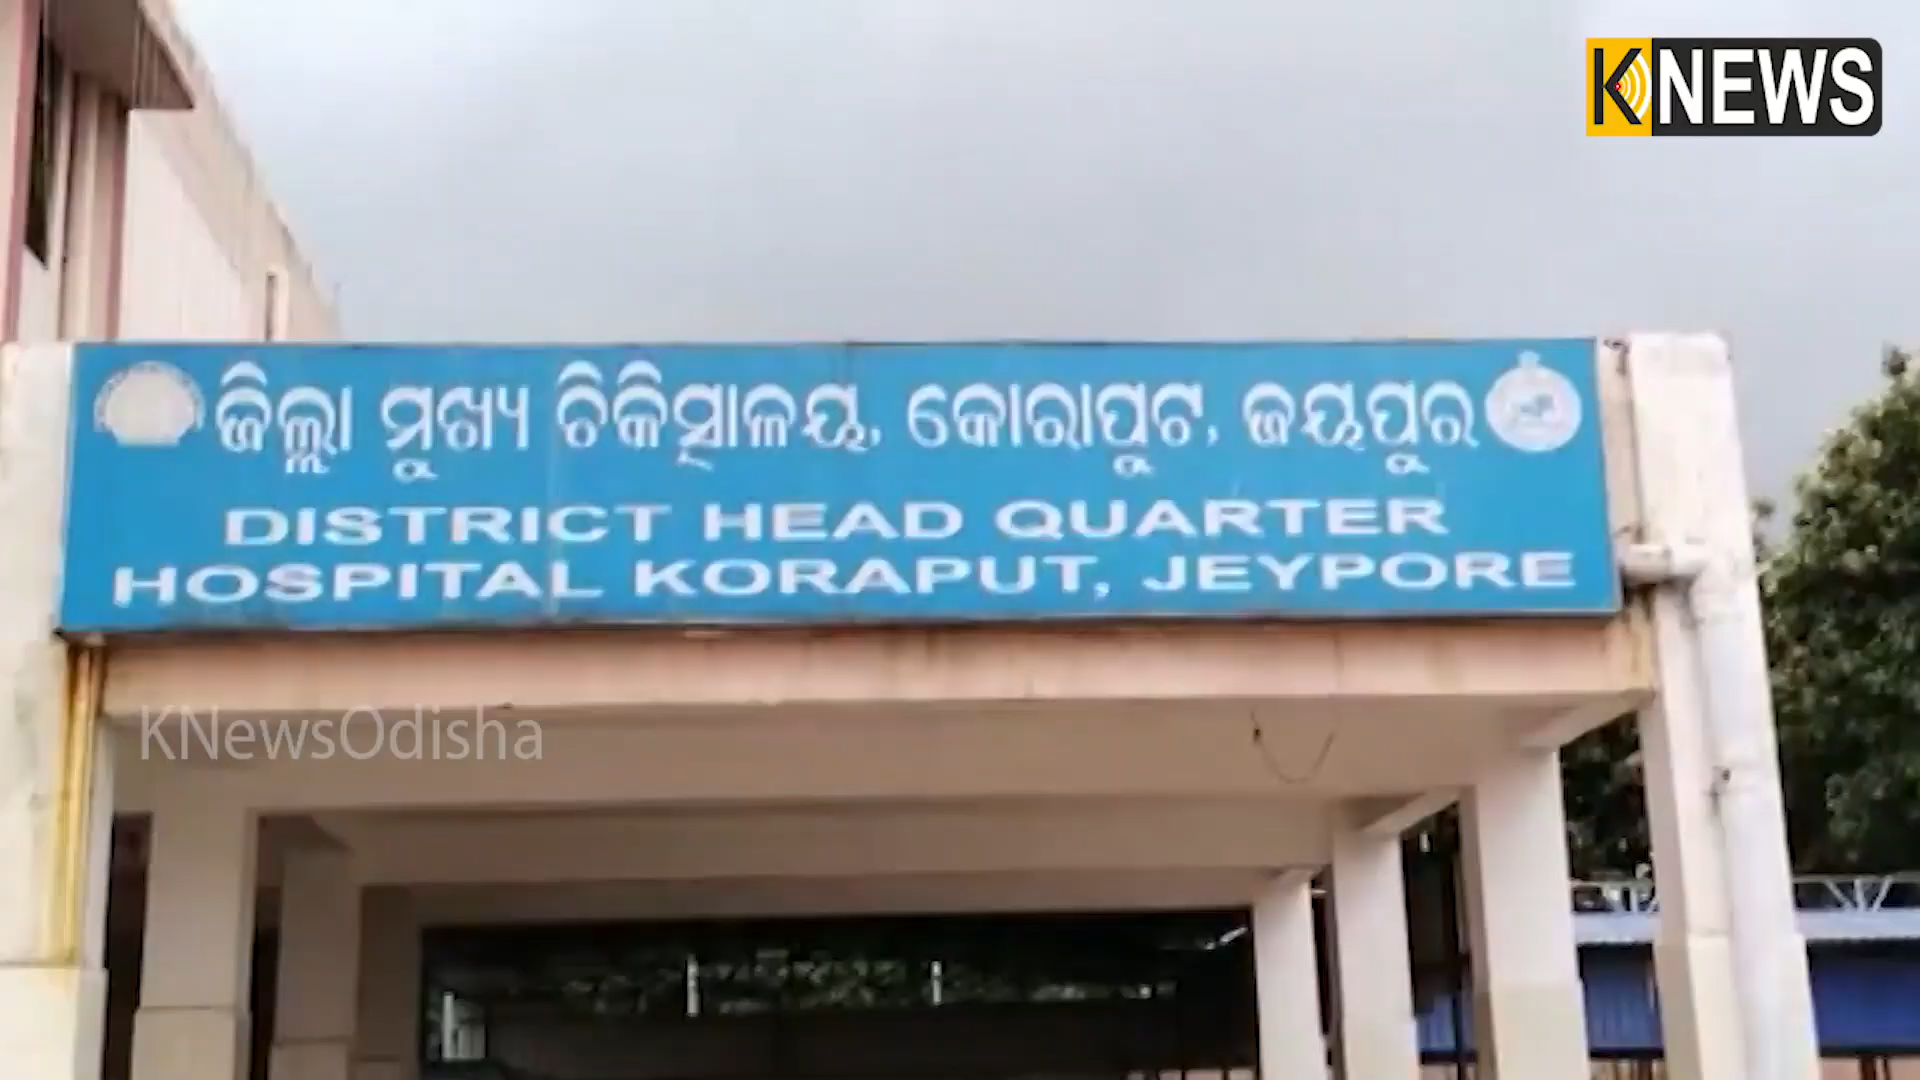 KNEWS
ଜିଲ୍ଲା ମୁଖ୍ୟ ଚିକିତ୍ସାଳୟ, କୋରାପୁଟ, ଜୟପୁର
DISTRICT HEAD QUARTER
HOSPITAL KORAPUT, JEYPORE
KNewsOdisha